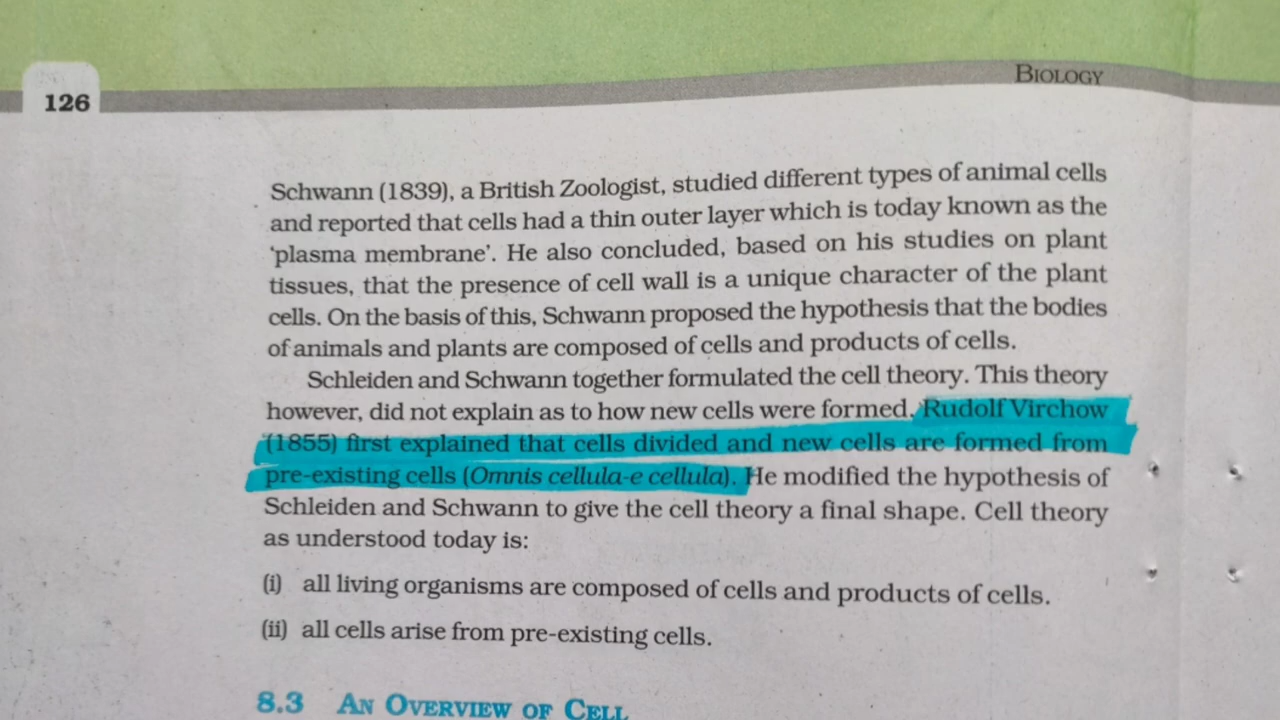 BIOLOGY
126
Schwann (1839), a British Zoologist, studied different types of animal cells
and reported that cells had a thin outer layer which is today known as the
‘plasma membrane’. He also concluded, based on his studies on plant
tissues, that the presence of cell wall is a unique character of the plant
cells. On the basis of this, Schwann proposed the hypothesis that the bodies
of animals and plants are composed of cells and products of cells.
Schleiden and Schwann together formulated the cell theory. This theory
however, did not explain as to how new cells were formed. Rudolf Virchow
(1855) first explained that cells divided and new cells are formed from
pre-existing cells (Omnis cellula-e cellula). He modified the hypothesis of
Schleiden and Schwann to give the cell theory a final shape. Cell theory
as understood today is:
(i) all living organisms are composed of cells and products of cells.
(ii) all cells arise from pre-existing cells.
8.3 AN OVERVIEW OF CELL